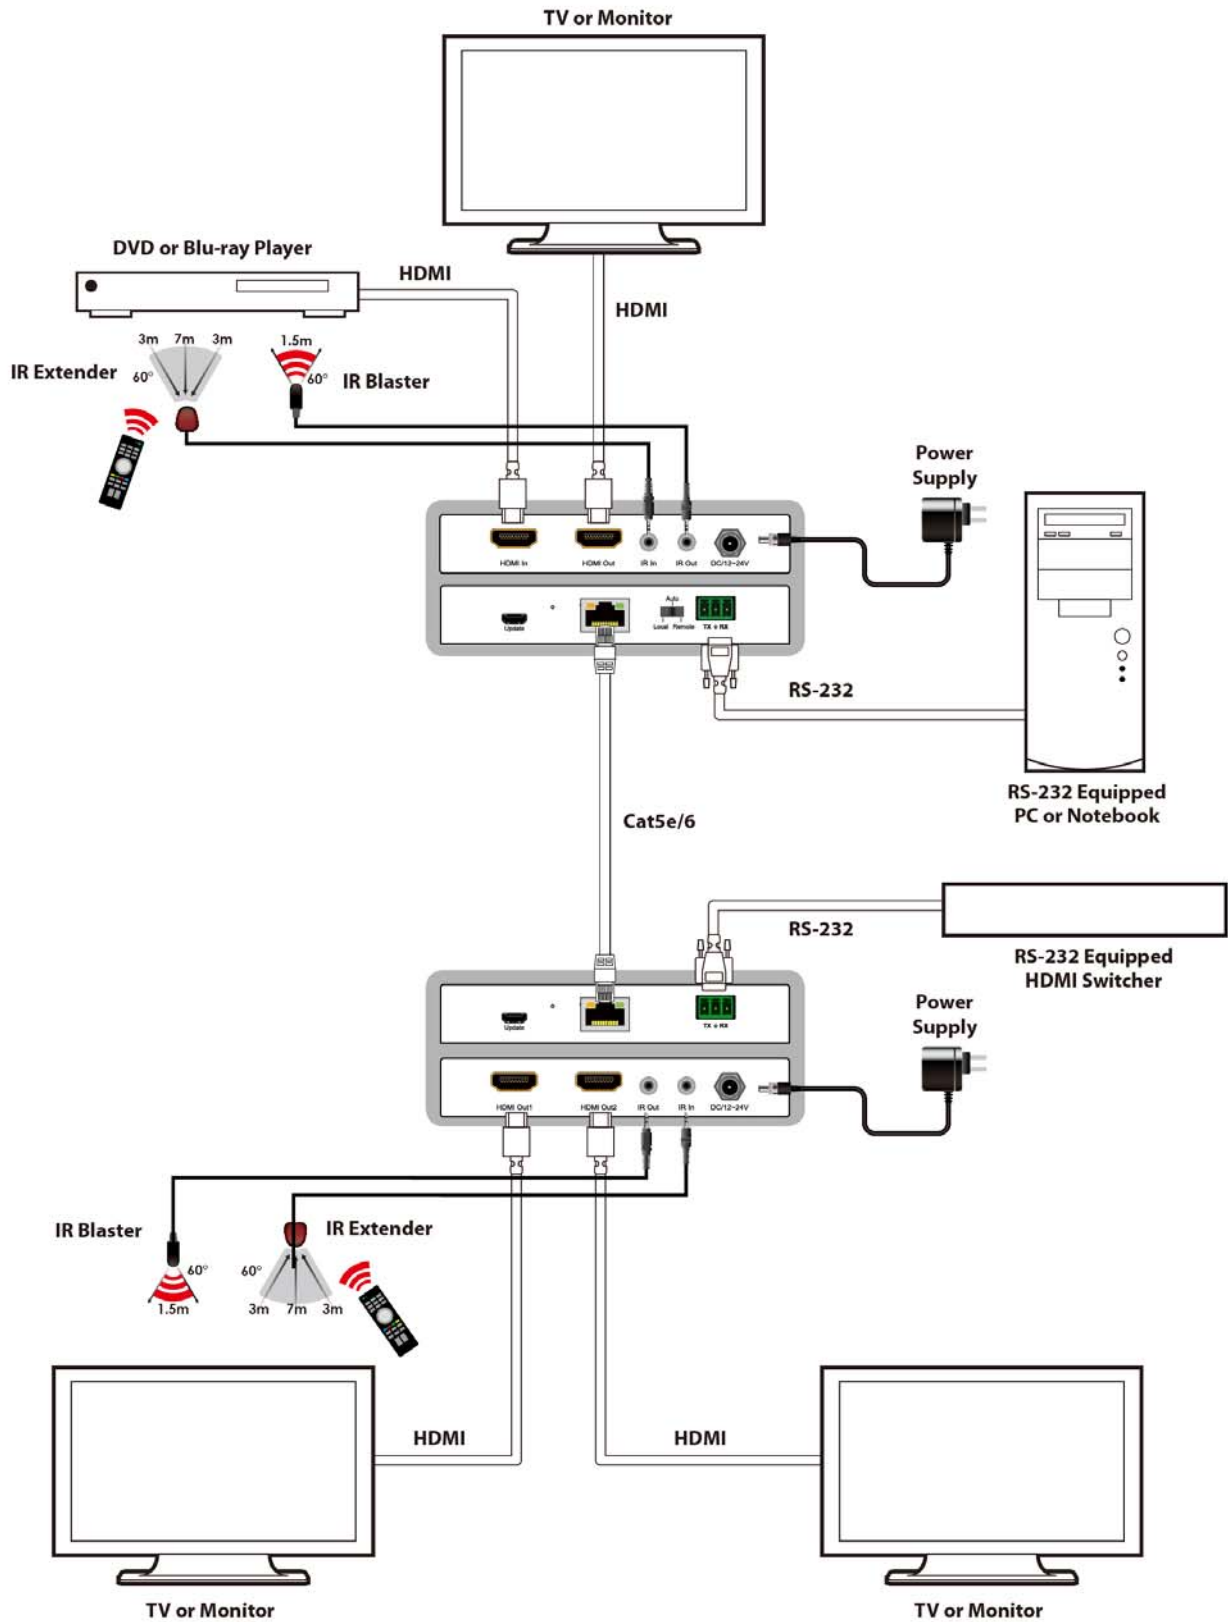 TV or Monitor
DVD or Blu-ray Player
HDMI
HDMI
3m 7m 3m
1.5m
IR Extender
60°
60°
IR Blaster
Power
Supply
HDMI In
HDMI Out
IR In
IR Out
DC/12~24V
Update
Auto
Local Remote
TX RX
RS-232
RS-232 Equipped
PC or Notebook
Cat5e/6
RS-232
RS-232 Equipped
HDMI Switcher
Update
TX RX
Power
Supply
HDMI Out1
HDMI Out2
IR Out
IR In
DC/12~24V
IR Blaster
60°
1.5m
IR Extender
60°
3m 7m 3m
HDMI
HDMI
TV or Monitor
TV or Monitor